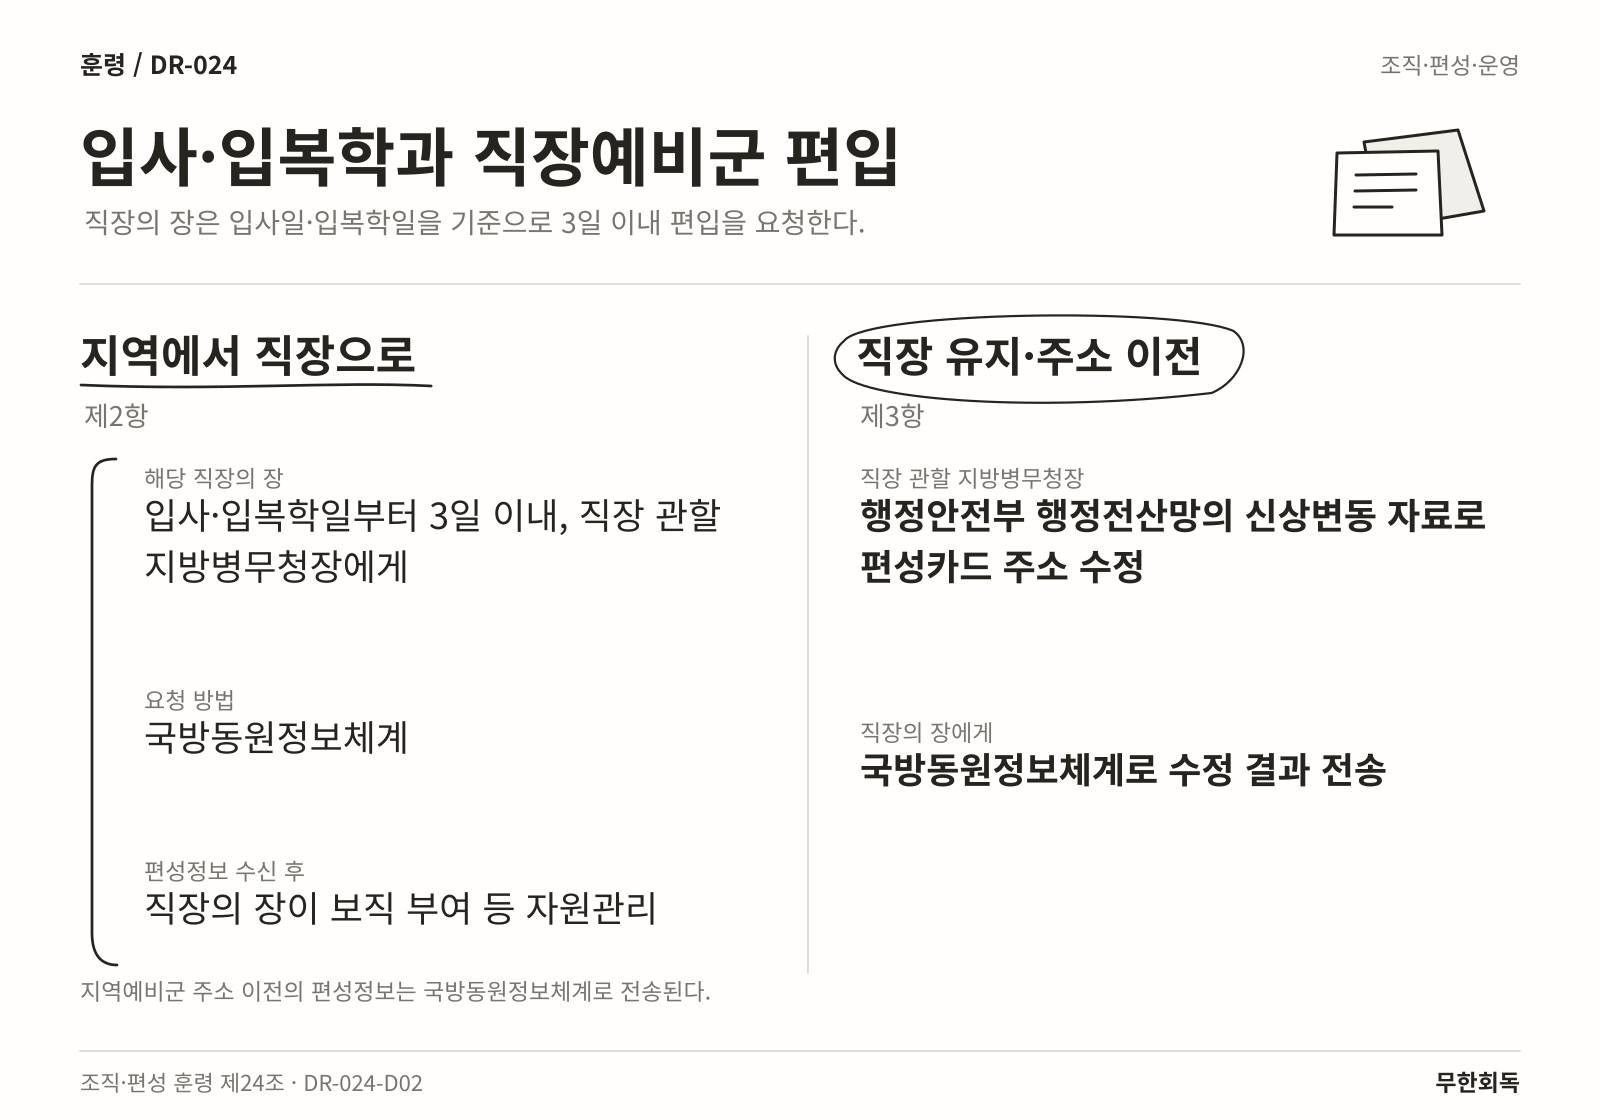 훈령 / DR-024
조직·편성·운영
입사·입복학과 직장예비군 편입
직장의 장은 입사일·입복학일을 기준으로 3일 이내 편입을 요청한다.
지역에서 직장으로
제2항
해당 직장의 장
입사·입복학일부터 3일 이내, 직장 관할
지방병무청장에게
요청 방법
국방동원정보체계
편성정보 수신 후
직장의 장이 보직 부여 등 자원관리
지역예비군 주소 이전의 편성정보는 국방동원정보체계로 전송된다.
직장 유지·주소 이전
제3항
직장 관할 지방병무청장
행정안전부 행정전산망의 신상변동 자료로
편성카드 주소 수정
직장의 장에게
국방동원정보체계로 수정 결과 전송
조직·편성 훈령 제24조 · DR-024-D02
무한회독